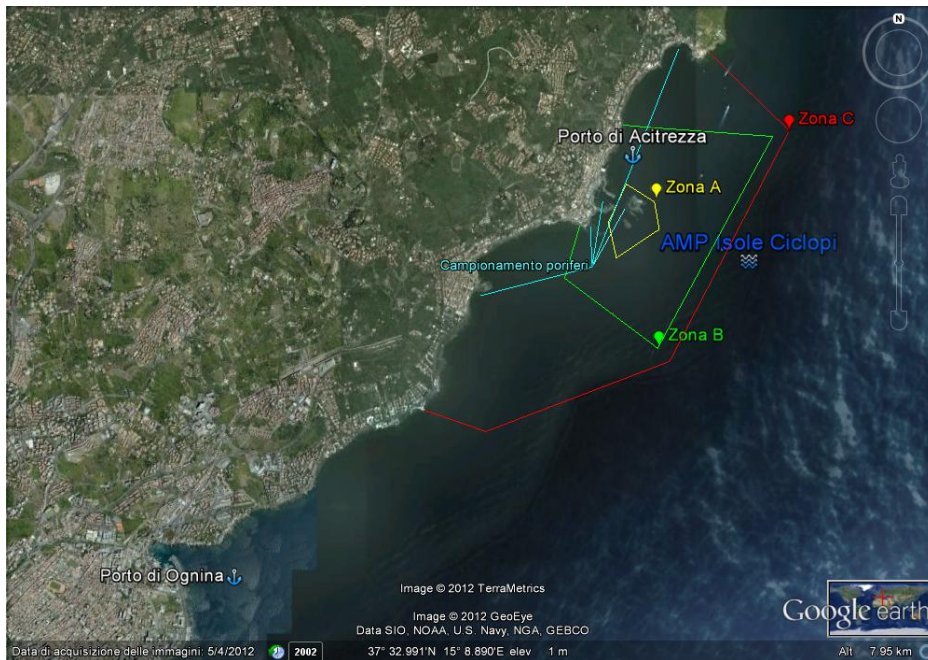 N
Zona C
Porto di Acitrezza
Zona A
AMP Isole Ciclopi
Campionamento poriferi
Zona B
Porto di Ognina
Image © 2012 TerraMetrics
Image © 2012 GeoEye
Data SIO, NOAA, U.S. Navy, NGA, GEBCO
Google earth
Data di acquisizione delle immagini: 5/4/2012 2002 37° 32.991'N 15° 8.890'E elev 1 m Alt 7.95 km